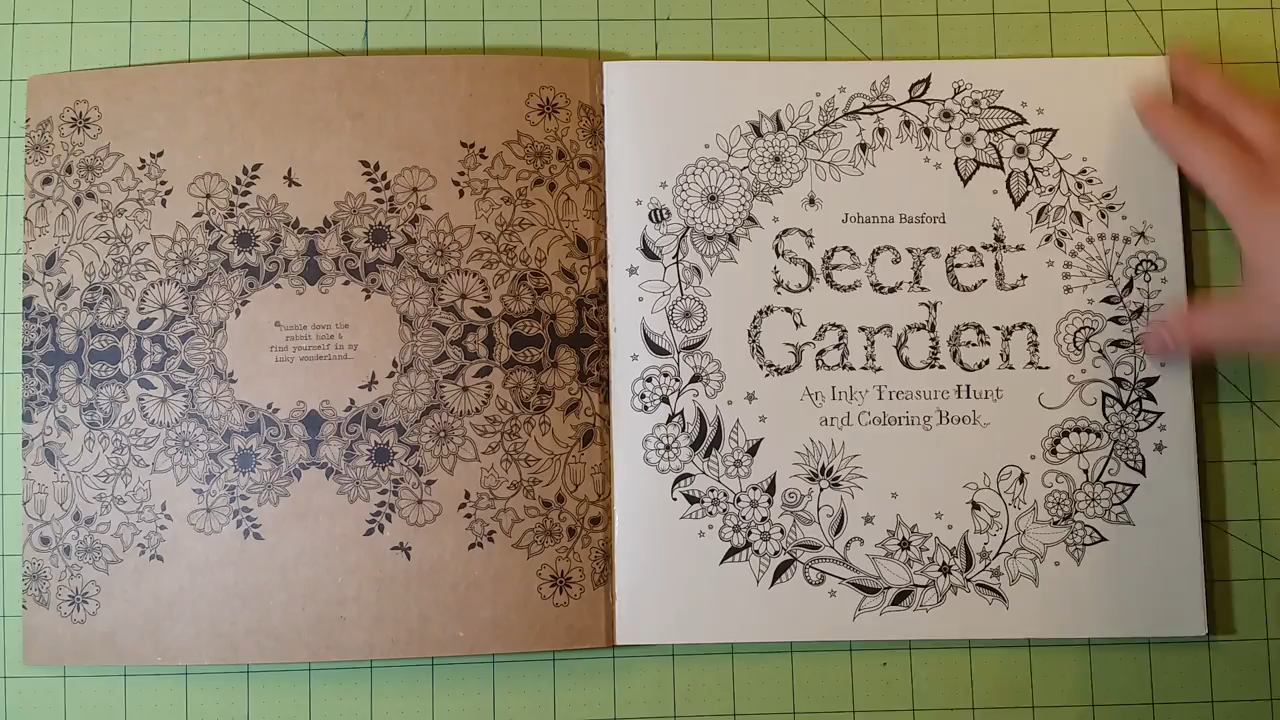 Tumble down the
rabbit hole &
find yourself in my
inky wonderland...
Johanna Basford
Secret
Garden
An Inky Treasure Hunt
and Coloring Book